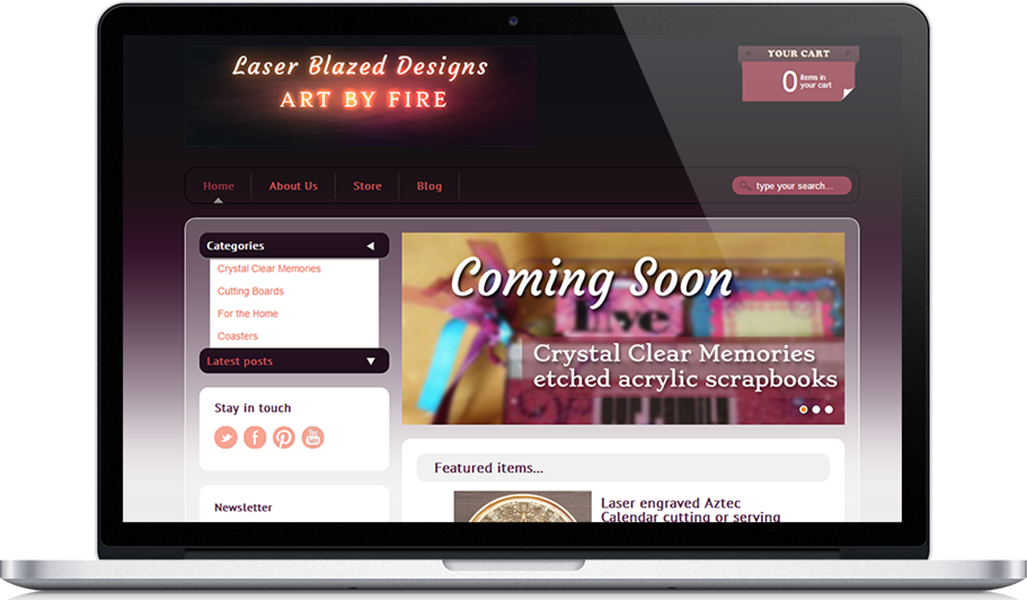 Laser Blazed Designs
ART BY FIRE
YOUR CART
0 items in
your cart
Home
About Us
Store
Blog
type your search...
Categories
Crystal Clear Memories
Cutting Boards
For the Home
Coasters
Latest posts
Stay in touch
You
Tube
Newsletter
Coming Soon
live
Crystal Clear Memories
etched acrylic scrapbooks
OUR FAMILY
Featured items...
Laser engraved Aztec
Calendar cutting or serving